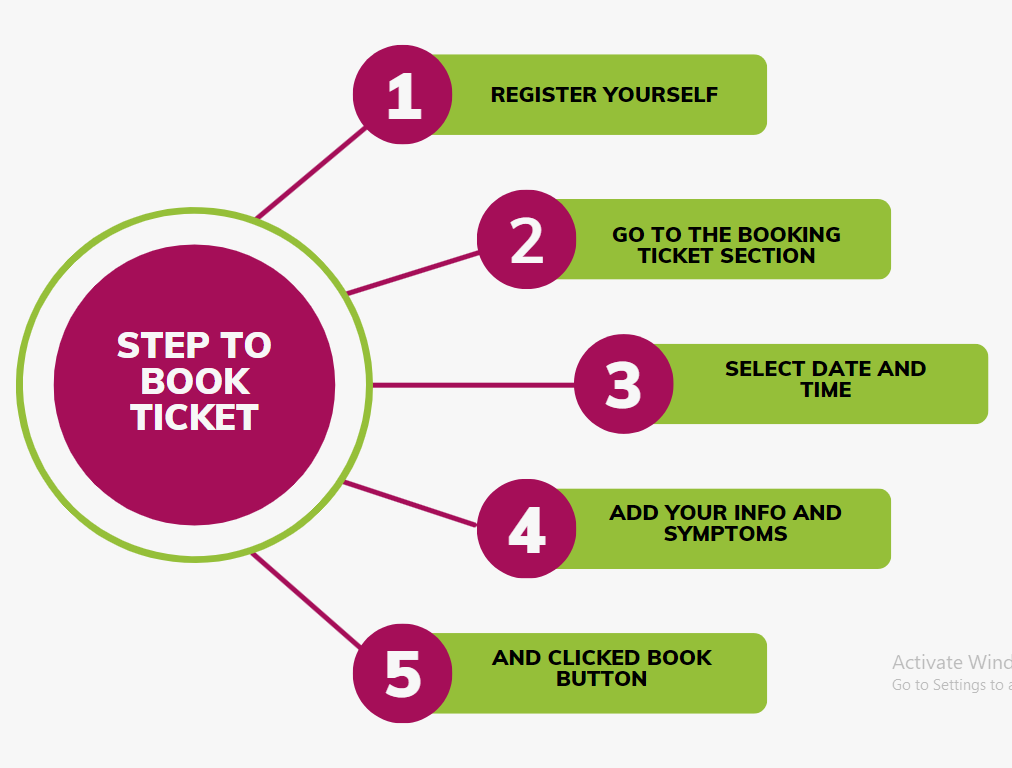 STEP TO
BOOK
TICKET
1
REGISTER YOURSELF
2
GO TO THE BOOKING
TICKET SECTION
3
SELECT DATE AND
TIME
4
ADD YOUR INFO AND
SYMPTOMS
5
AND CLICKED BOOK
BUTTON
Activate Wind
Go to Settings to a